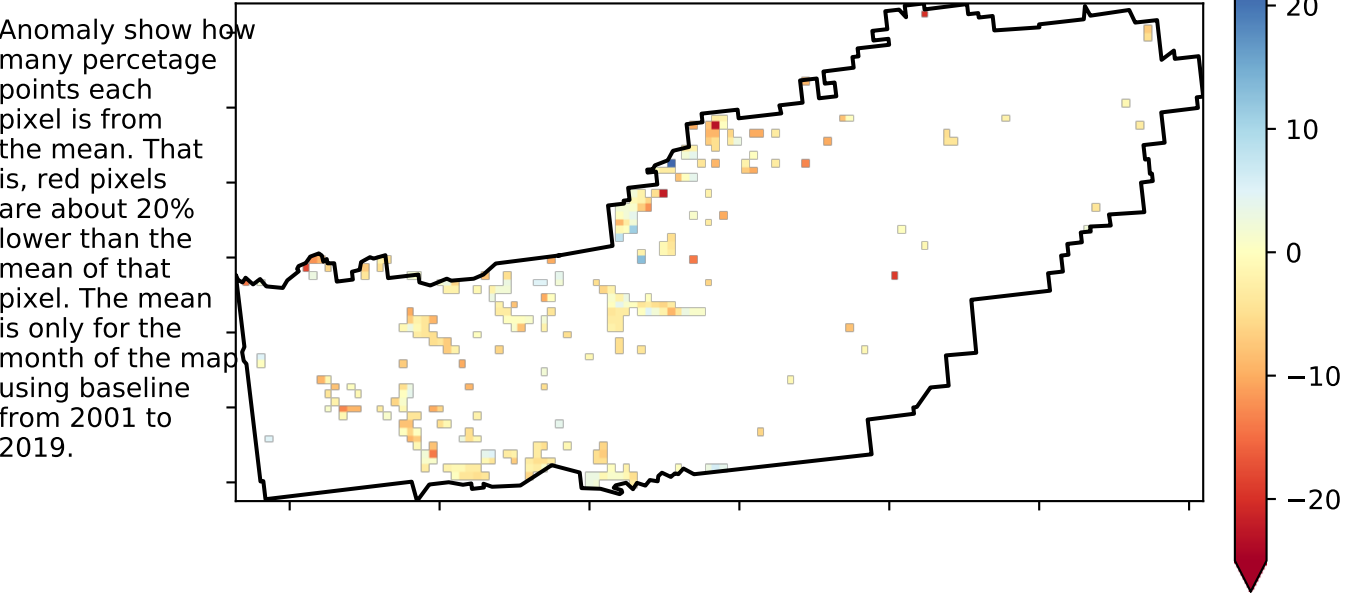 Anomaly show how
many percetage
points each
pixel is from
the mean. That
is, red pixels
are about 20%
lower than the
mean of that
pixel. The mean
is only for the
month of the map
using baseline
from 2001 to
2019.
20
10
0
−10
−20